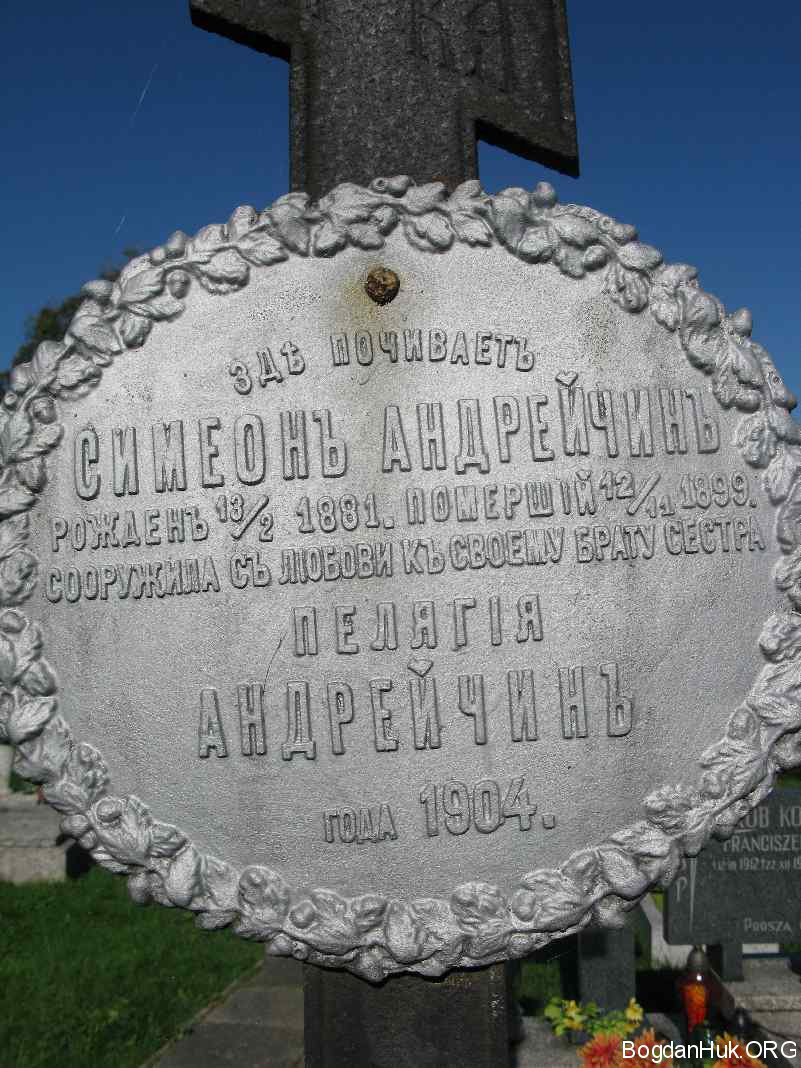 ЗДѢ ПОЧИВАЕТЪ
СИМЕОНЪ АНДРЕЙЧИНЪ
РОЖДЕНЪ 13/2 1881. ПОМЕРШІЙ 12/11 1899.
СООРУЖИЛА СЪ ЛЮБОВИ КЪ СВОЕМУ БРАТУ СЕСТРА
ПЕЛЯГІЯ
АНДРЕЙЧИНЪ
ГОДА 1904.
FRANCISZE
PROSZA
BogdanHuk.ORG